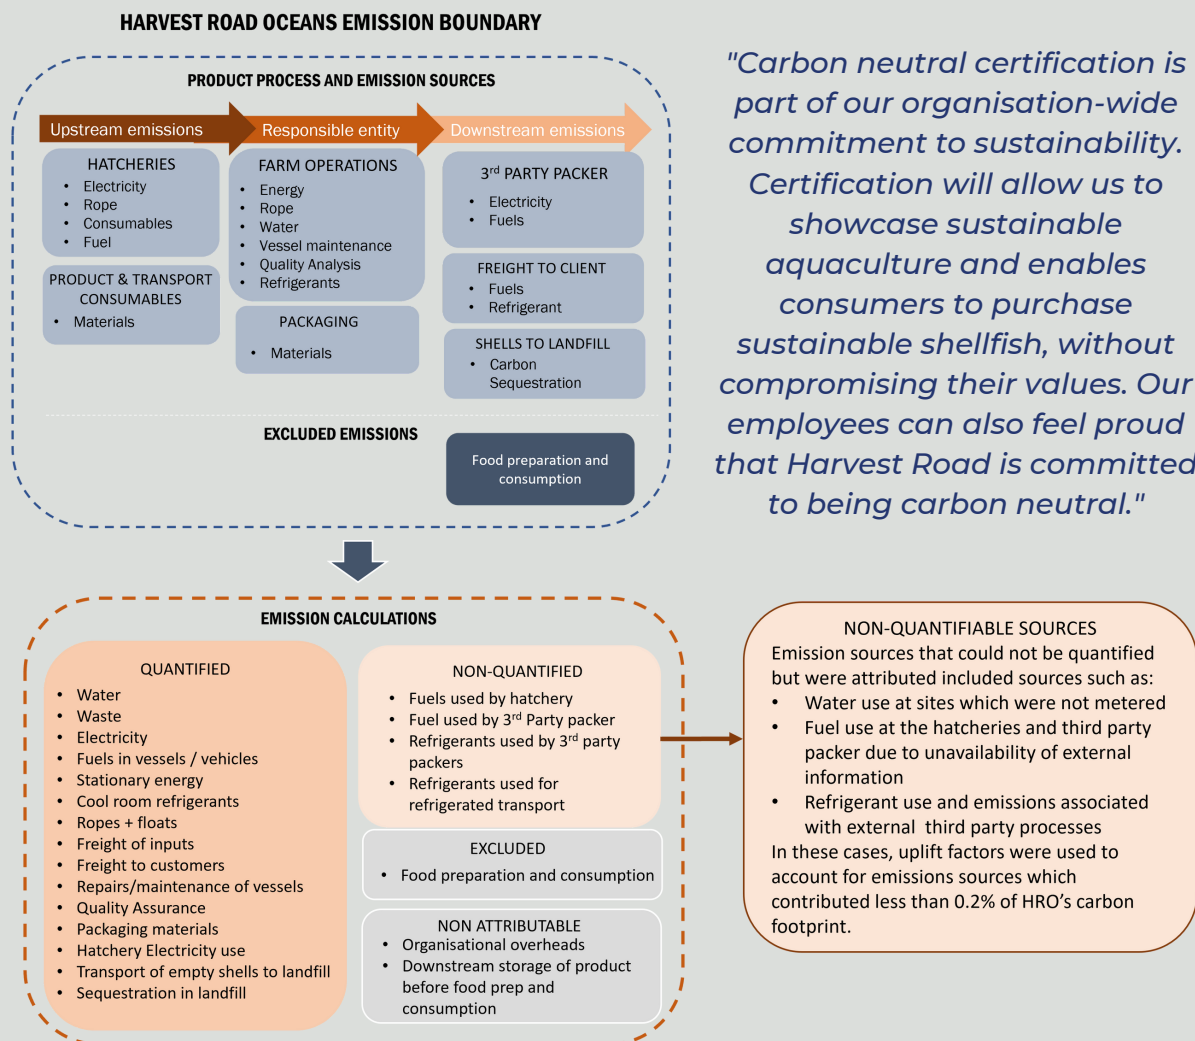 HARVEST ROAD OCEANS EMISSION BOUNDARY
PRODUCT PROCESS AND EMISSION SOURCES
Upstream emissions
Responsible entity
Downstream emissions
HATCHERIES
• Electricity
• Rope
• Consumables
• Fuel
PRODUCT & TRANSPORT
CONSUMABLES
• Materials
FARM OPERATIONS
• Energy
• Rope
• Water
• Vessel maintenance
• Quality Analysis
• Refrigerants
PACKAGING
• Materials
3rd PARTY PACKER
• Electricity
• Fuels
FREIGHT TO CLIENT
• Fuels
• Refrigerant
SHELLS TO LANDFILL
• Carbon
Sequestration
EXCLUDED EMISSIONS
Food preparation and
consumption
"Carbon neutral certification is
part of our organisation-wide
commitment to sustainability.
Certification will allow us to
showcase sustainable
aquaculture and enables
consumers to purchase
sustainable shellfish, without
compromising their values. Our
employees can also feel proud
that Harvest Road is committed
to being carbon neutral."
EMISSION CALCULATIONS
QUANTIFIED
• Water
• Waste
• Electricity
• Fuels in vessels / vehicles
• Stationary energy
• Cool room refrigerants
• Ropes + floats
• Freight of inputs
• Freight to customers
• Repairs/maintenance of vessels
• Quality Assurance
• Packaging materials
• Hatchery Electricity use
• Transport of empty shells to landfill
• Sequestration in landfill
NON-QUANTIFIED
• Fuels used by hatchery
• Fuel used by 3rd Party packer
• Refrigerants used by 3rd party
packers
• Refrigerants used for
refrigerated transport
EXCLUDED
• Food preparation and consumption
NON ATTRIBUTABLE
• Organisational overheads
• Downstream storage of product
before food prep and
consumption
NON-QUANTIFIABLE SOURCES
Emission sources that could not be quantified
but were attributed included sources such as:
• Water use at sites which were not metered
• Fuel use at the hatcheries and third party
packer due to unavailability of external
information
• Refrigerant use and emissions associated
with external third party processes
In these cases, uplift factors were used to
account for emissions sources which
contributed less than 0.2% of HRO's carbon
footprint.